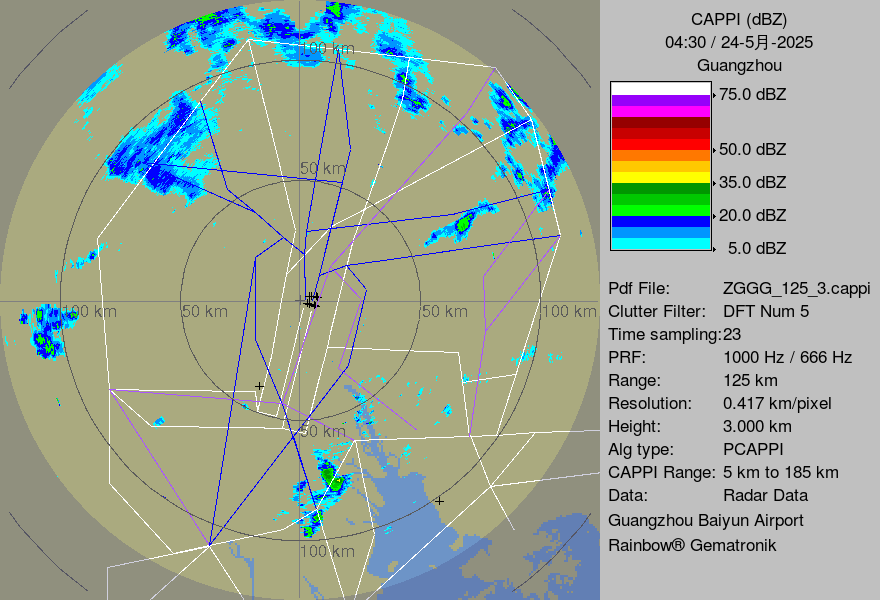 CAPPI (dBZ)
04:30 / 24-5月-2025
Guangzhou
75.0 dBZ
50.0 dBZ
35.0 dBZ
20.0 dBZ
5.0 dBZ
Pdf File: ZGGG_125_3.cappi
Clutter Filter: DFT Num 5
Time sampling:23
PRF: 1000 Hz / 666 Hz
Range: 125 km
Resolution: 0.417 km/pixel
Height: 3.000 km
Alg type: PCAPPI
CAPPI Range: 5 km to 185 km
Data: Radar Data
Guangzhou Baiyun Airport
Rainbow® Gematronik
100 km
50 km
100 km
50 km
50 km
100 km
50 km
100 km